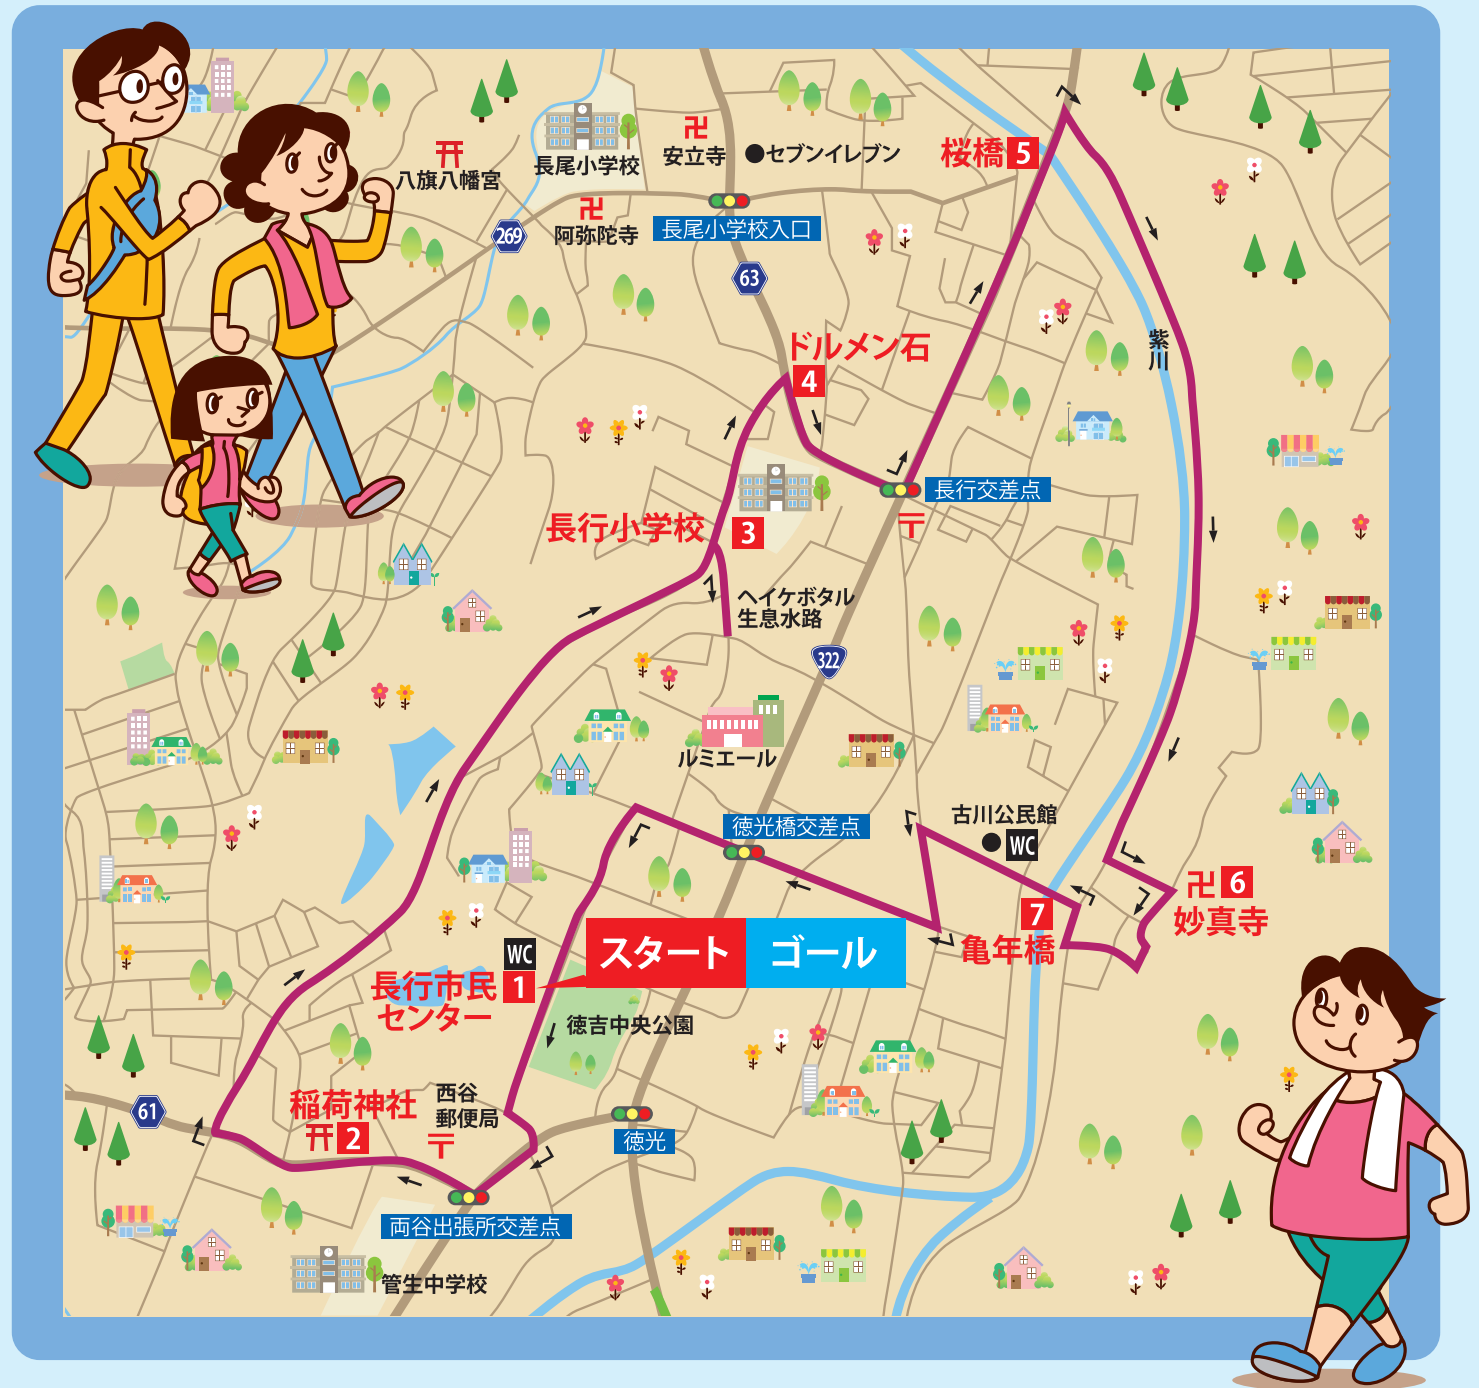 長尾小学校
安立寺
セブンイレブン
桜橋 5
八旗八幡宮
269
阿弥陀寺
長尾小学校入口
63
ドルメン石
4
紫川
長行交差点
長行小学校
3
〒
ヘイケボタル
生息水路
322
ルミエール
徳光橋交差点
古川公民館
WC
6
妙真寺
7
亀年橋
スタート ゴール
WC
長行市民 1
センター
徳吉中央公園
61
稲荷神社
2
西谷
郵便局
〒
徳光
両谷出張所交差点
管生中学校